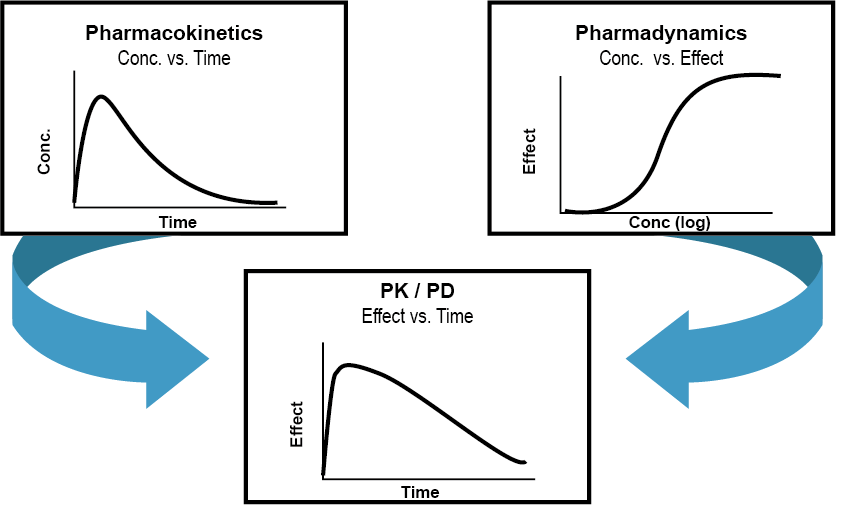 Pharmacokinetics
Conc. vs. Time
Conc.
Time
Pharmadynamics
Conc. vs. Effect
Effect
Conc (log)
PK / PD
Effect vs. Time
Effect
Time